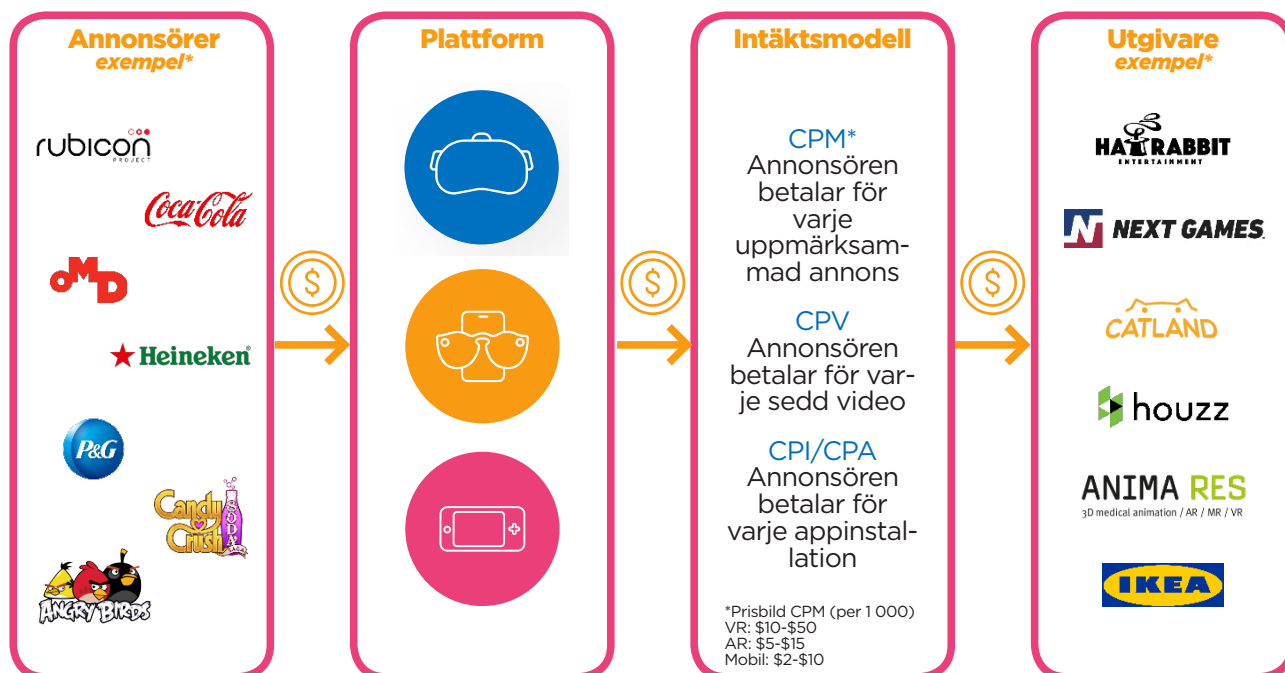 Annonsörer
exempel*
rubicon
PROJECT
Coca-Cola
OMD
Heineken
P&G
Candy
Crush
SODA
SAGA
ANGRY BIRDS
$
Plattform
$
Intäktsmodell
CPM*
Annonsören
betalar för
varje
uppmärksam-
mad annons
CPV
Annonsören
betalar för var-
je sedd video
CPI/CPA
Annonsören
betalar för
varje appinstal-
lation
*Prisbild CPM (per 1 000)
VR: $10-$50
AR: $5-$15
Mobil: $2-$10
$
Utgivare
exempel*
HATRABBIT
ENTERTAINMENT
N NEXT GAMES
CATLAND
houzz
ANIMA RES
3D medical animation / AR / MR / VR
IKEA